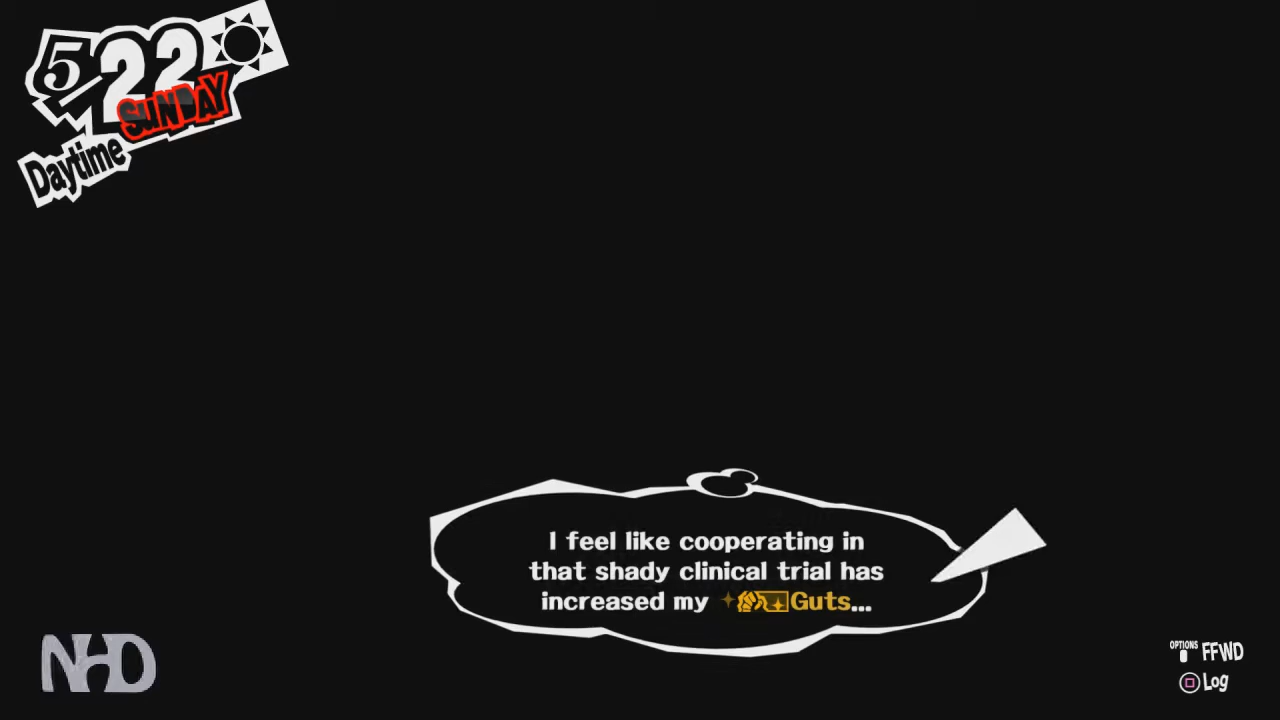 5/22
SUNDAY
Daytime
I feel like cooperating in
that shady clinical trial has
increased my Guts...
OPTIONS FFWD
Log
NHD